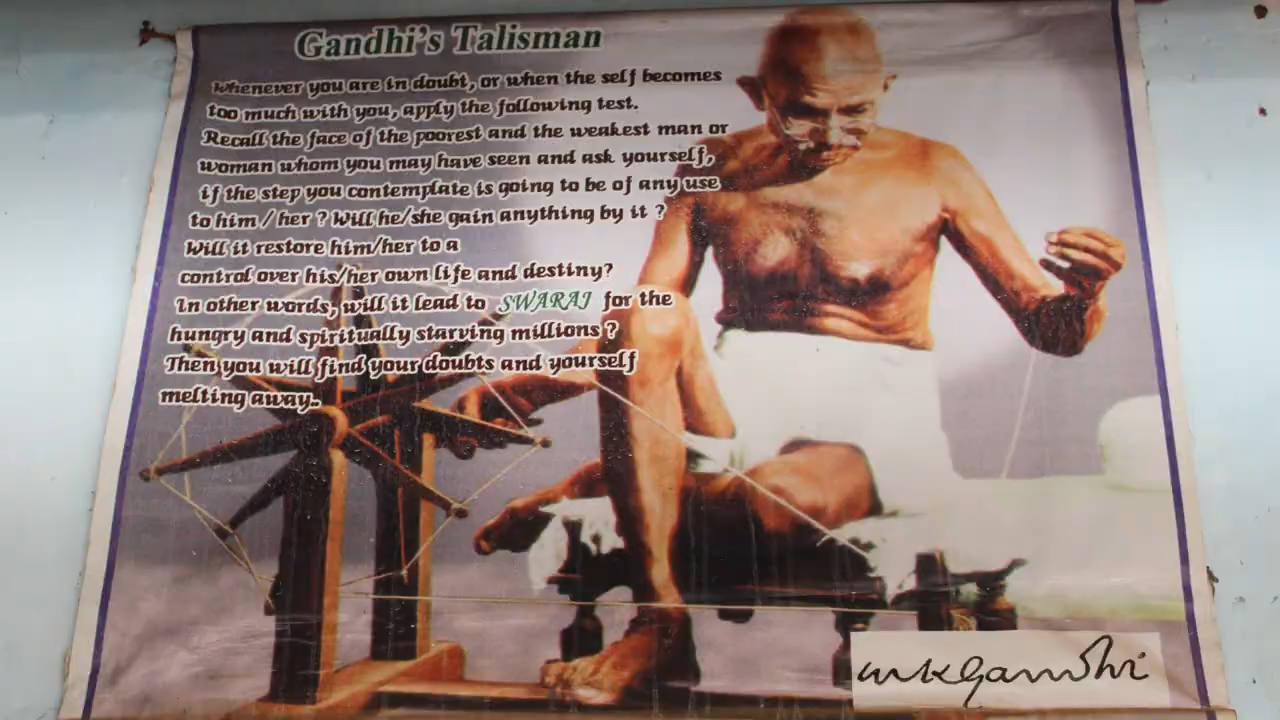 Gandhi's Talisman
Whenever you are in doubt, or when the self becomes
too much with you, apply the following test.
Recall the face of the poorest and the weakest man or
woman whom you may have seen and ask yourself,
if the step you contemplate is going to be of any use
to him / her ? Will he/she gain anything by it ?
Will it restore him/her to a
control over his/her own life and destiny?
In other words, will it lead to SWARAJ for the
hungry and spiritually starving millions ?
Then you will find your doubts and yourself
melting away..
mkgandhi